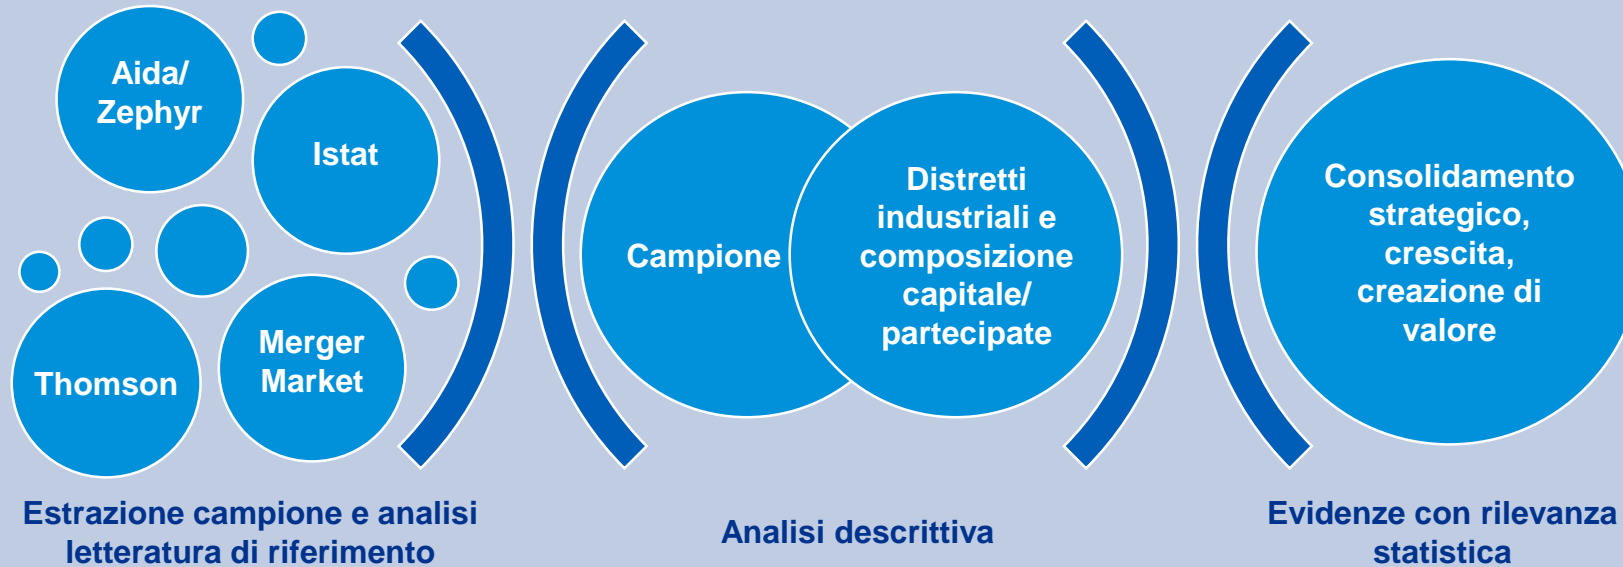 Aida/
Zephyr
Istat
Thomson
Merger
Market
Estrazione campione e analisi
letteratura di riferimento
Campione
Distretti
industriali e
composizione
capitale/
partecipate
Analisi descrittiva
Consolidamento
strategico,
crescita,
creazione di
valore
Evidenze con rilevanza
statistica